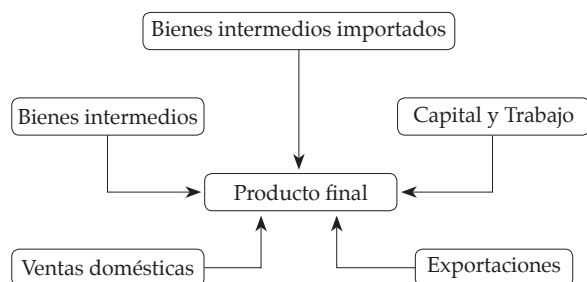 Bienes intermedios importados
Bienes intermedios
Capital y Trabajo
Producto final
Ventas domésticas
Exportaciones